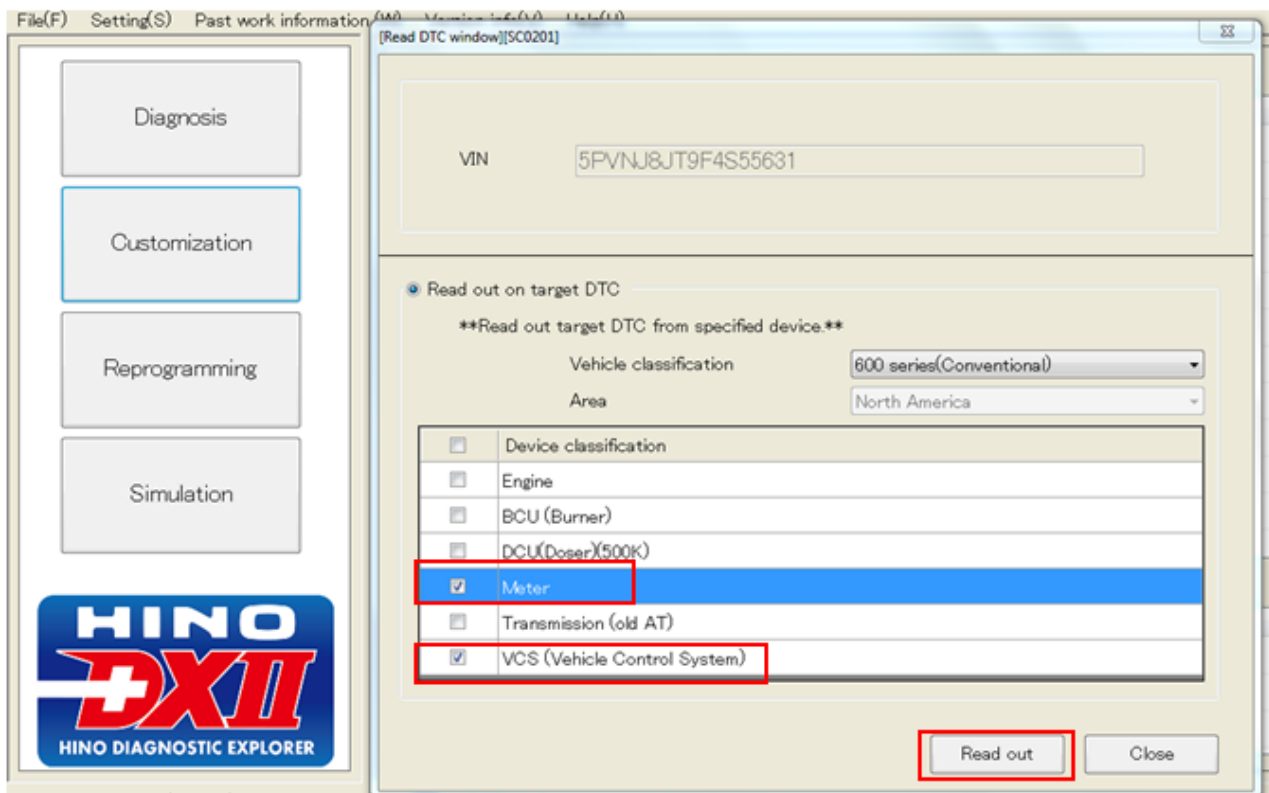 File(F) Setting(S) Past work information (W) Version info(V) Help(H)
[Read DTC window][SC0201]
Diagnosis
Customization
Reprogramming
Simulation
HINO
DXII
HINO DIAGNOSTIC EXPLORER
VIN
5PVNJ8JT9F4S55631
Read out on target DTC
**Read out target DTC from specified device.**
Vehicle classification
600 series(Conventional)
Area
North America
Device classification
Engine
BCU (Burner)
DCU(Doser)(500K)
Meter
Transmission (old AT)
VCS (Vehicle Control System)
Read out
Close